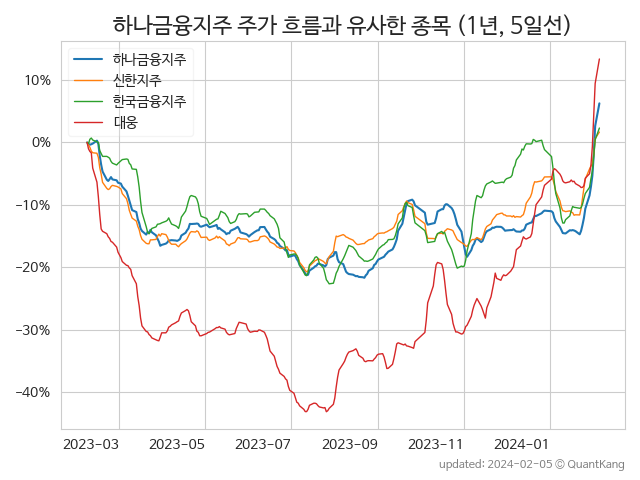 하나금융지주 주가 흐름과 유사한 종목 (1년, 5일선)
하나금융지주
신한지주
한국금융지주
대웅
10%
0%
−10%
−20%
−30%
−40%
2023-03 2023-05 2023-07 2023-09 2023-11 2024-01
updated: 2024-02-05 © QuantKang